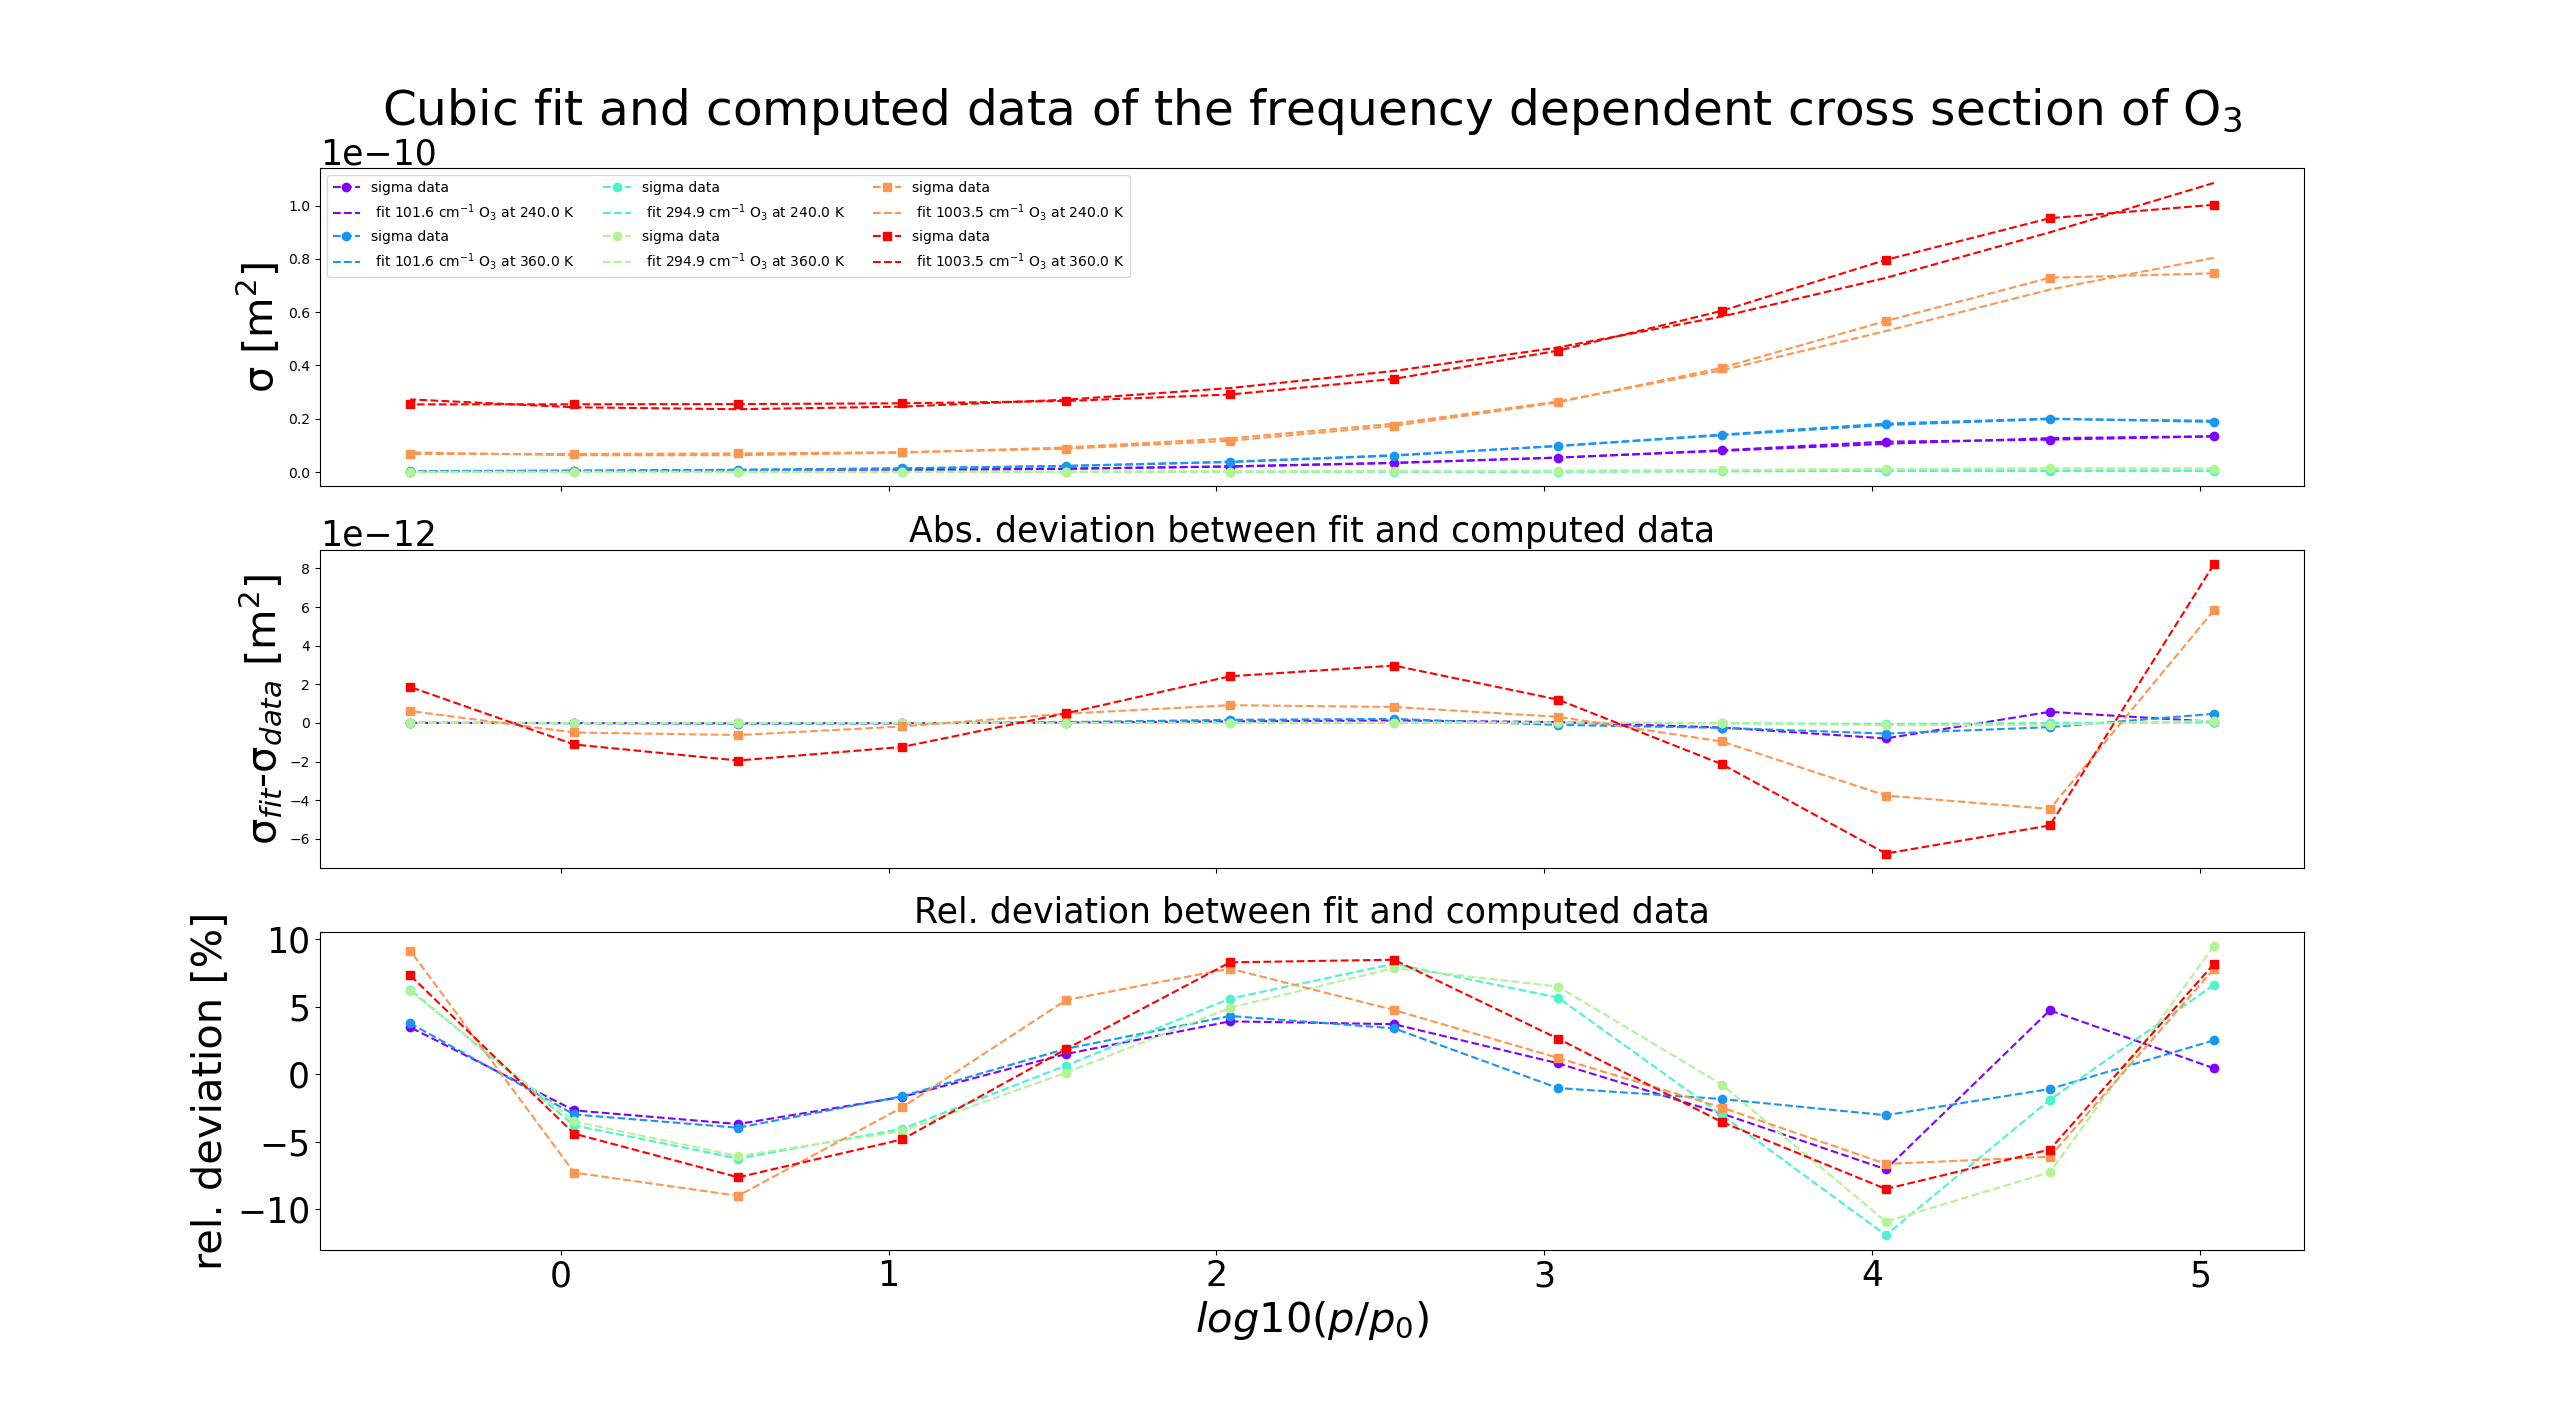 Cubic fit and computed data of the frequency dependent cross section of O₃
1e−10
σ [m²]
1.0
0.8
0.6
0.4
0.2
0.0
sigma data
fit 101.6 cm⁻¹ O₃ at 240.0 K
sigma data
fit 101.6 cm⁻¹ O₃ at 360.0 K
sigma data
fit 294.9 cm⁻¹ O₃ at 240.0 K
sigma data
fit 294.9 cm⁻¹ O₃ at 360.0 K
sigma data
fit 1003.5 cm⁻¹ O₃ at 240.0 K
sigma data
fit 1003.5 cm⁻¹ O₃ at 360.0 K
Abs. deviation between fit and computed data
1e−12
σfit-σdata [m²]
8
6
4
2
0
−2
−4
−6
Rel. deviation between fit and computed data
rel. deviation [%]
10
5
0
−5
−10
0 1 2 3 4 5
log10(p/p₀)